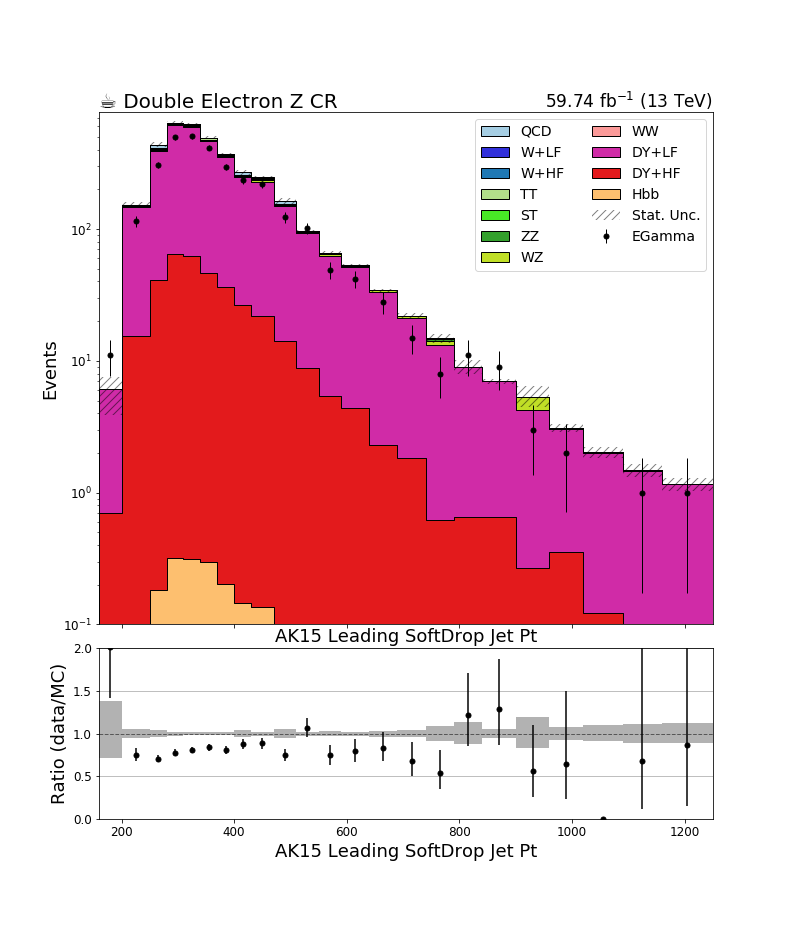 ☕ Double Electron Z CR
59.74 fb⁻¹ (13 TeV)
QCD
W+LF
W+HF
TT
ST
ZZ
WZ
WW
DY+LF
DY+HF
Hbb
Stat. Unc.
EGamma
Events
10²
10¹
10⁰
10⁻¹
AK15 Leading SoftDrop Jet Pt
Ratio (data/MC)
2.0
1.5
1.0
0.5
0.0
200 400 600 800 1000 1200
AK15 Leading SoftDrop Jet Pt